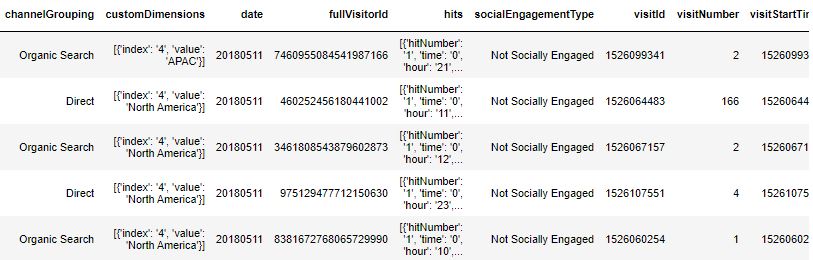 channelGrouping customDimensions date fullVisitorId hits socialEngagementType visitId visitNumber visitStartTir
Organic Search [{'index': '4', 'value': 'APAC'}] 20180511 7460955084541987166 [{'hitNumber': '1', 'time': '0', 'hour': '21',... Not Socially Engaged 1526099341 2 15260993
Direct [{'index': '4', 'value': 'North America'}] 20180511 460252456180441002 [{'hitNumber': '1', 'time': '0', 'hour': '11',... Not Socially Engaged 1526064483 166 15260644
Organic Search [{'index': '4', 'value': 'North America'}] 20180511 3461808543879602873 [{'hitNumber': '1', 'time': '0', 'hour': '12',... Not Socially Engaged 1526067157 2 15260671
Direct [{'index': '4', 'value': 'North America'}] 20180511 975129477712150630 [{'hitNumber': '1', 'time': '0', 'hour': '23',... Not Socially Engaged 1526107551 4 15261075
Organic Search [{'index': '4', 'value': 'North America'}] 20180511 8381672768065729990 [{'hitNumber': '1', 'time': '0', 'hour': '10',... Not Socially Engaged 1526060254 1 15260602